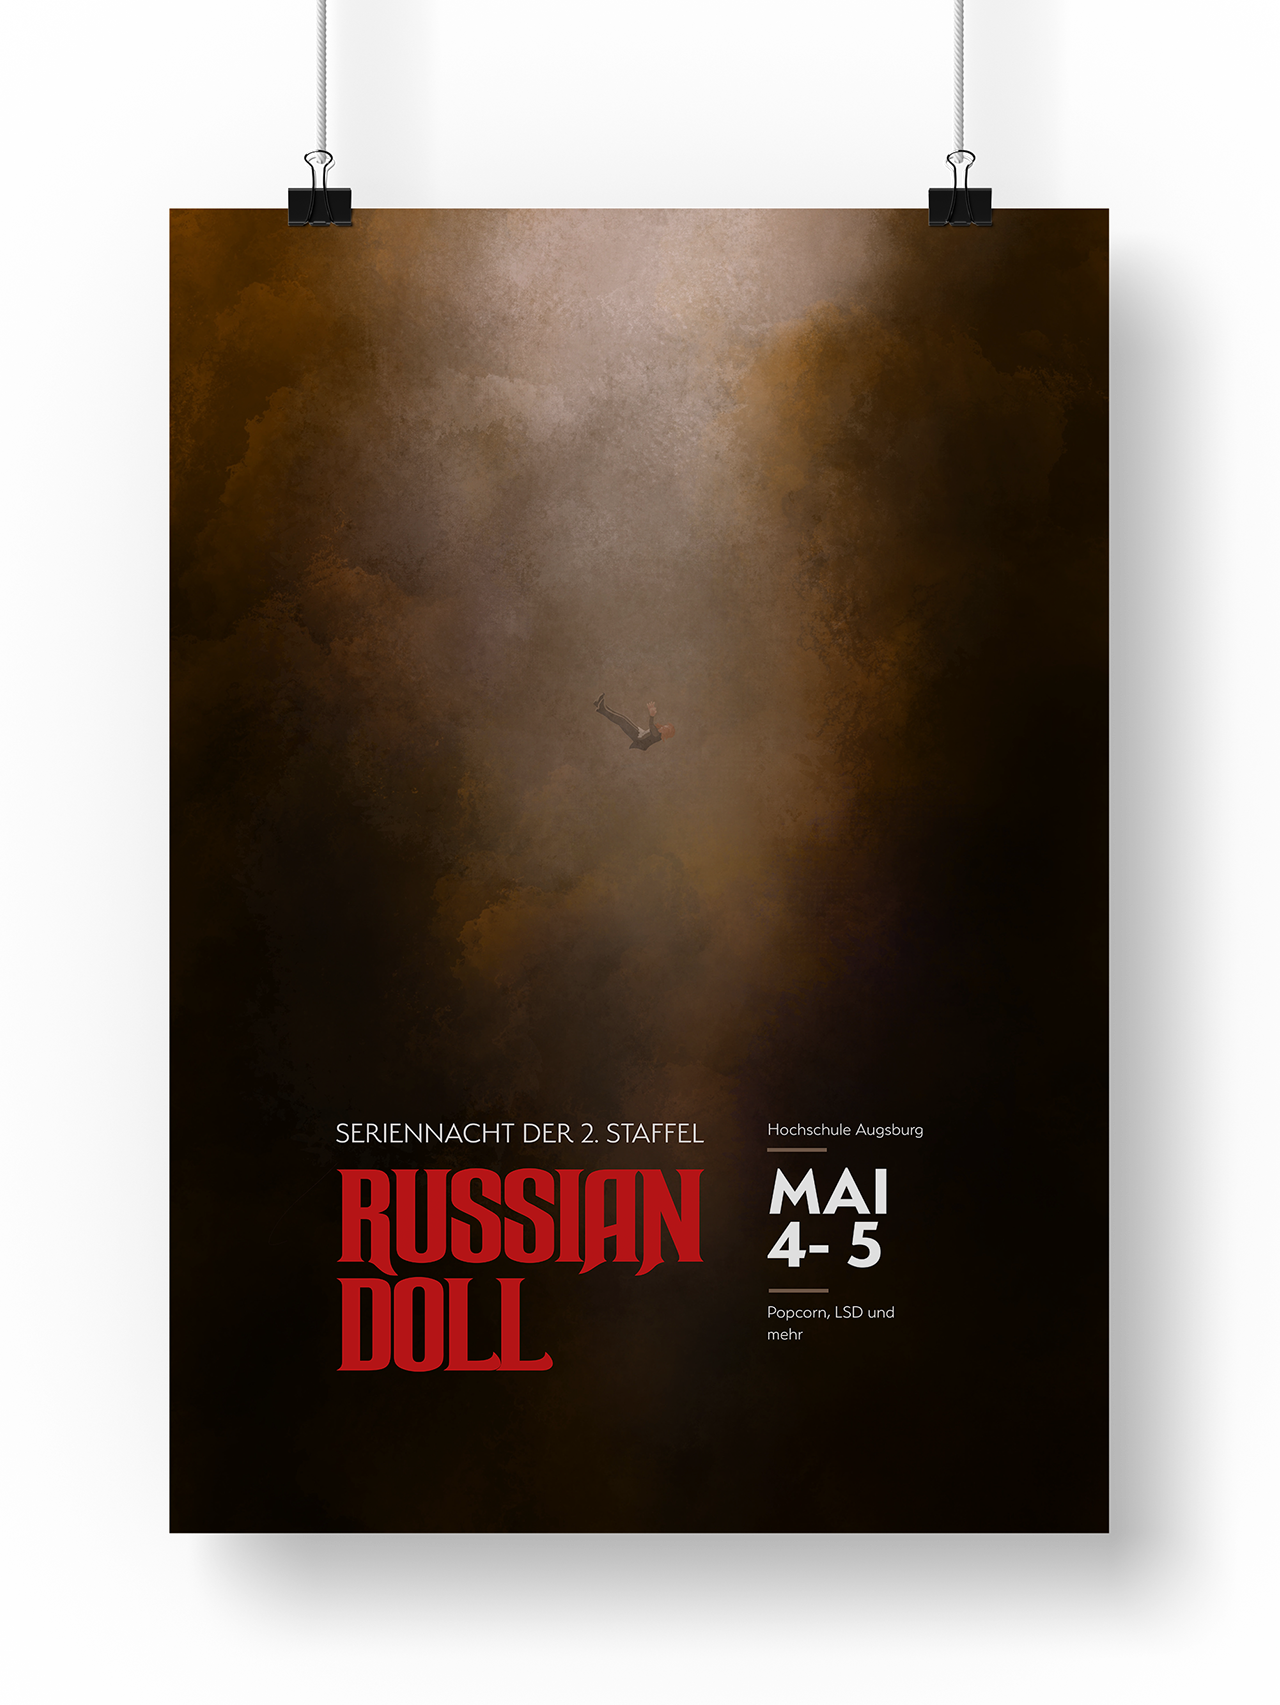 SERIENNACHT DER 2. STAFFEL
RUSSIAN
DOLL
Hochschule Augsburg
MAI
4- 5
Popcorn, LSD und
mehr